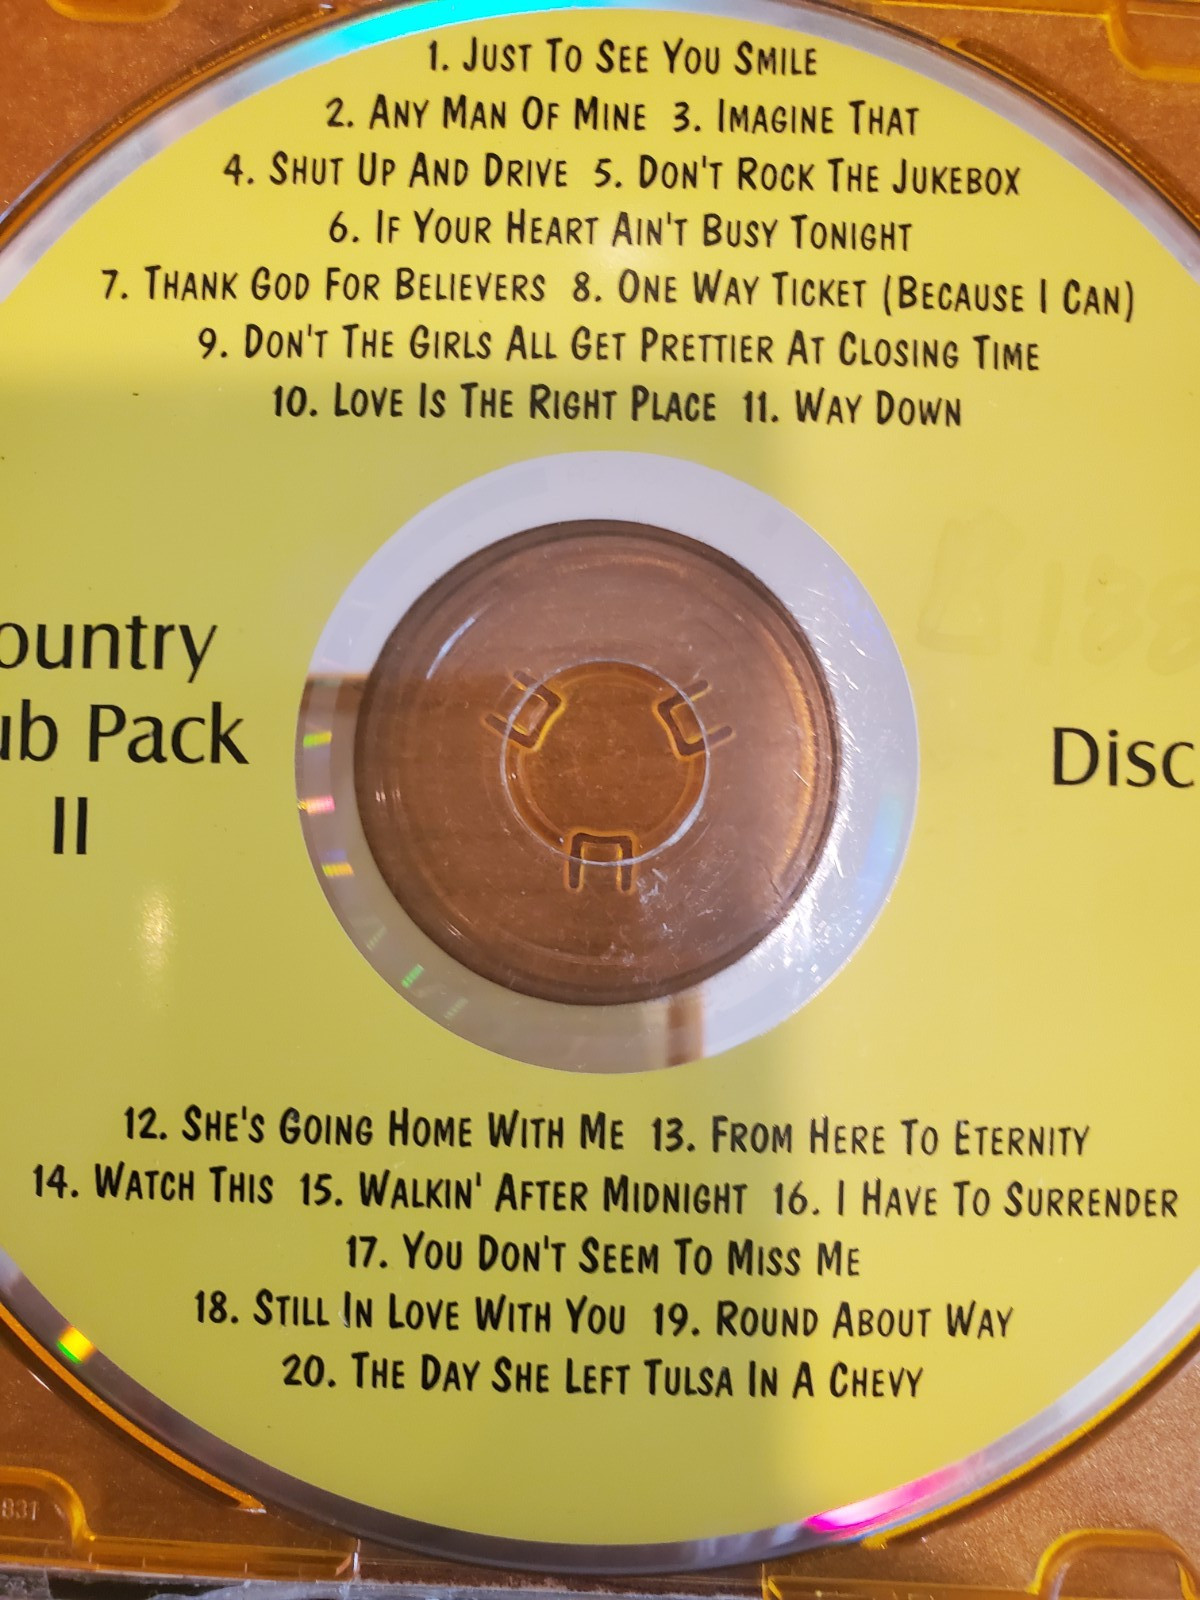 1. JUST TO SEE YOU SMILE
2. ANY MAN OF MINE 3. IMAGINE THAT
4. SHUT UP AND DRIVE 5. DON'T ROCK THE JUKEBOX
6. IF YOUR HEART AIN'T BUSY TONIGHT
7. THANK GOD FOR BELIEVERS 8. ONE WAY TICKET (BECAUSE I CAN)
9. DON'T THE GIRLS ALL GET PRETTIER AT CLOSING TIME
10. LOVE IS THE RIGHT PLACE 11. WAY DOWN
ountry
ub Pack
II
Disc
12. SHE'S GOING HOME WITH ME 13. FROM HERE TO ETERNITY
14. WATCH THIS 15. WALKIN' AFTER MIDNIGHT 16. I HAVE TO SURRENDER
17. YOU DON'T SEEM TO MISS ME
18. STILL IN LOVE WITH YOU 19. ROUND ABOUT WAY
20. THE DAY SHE LEFT TULSA IN A CHEVY
831